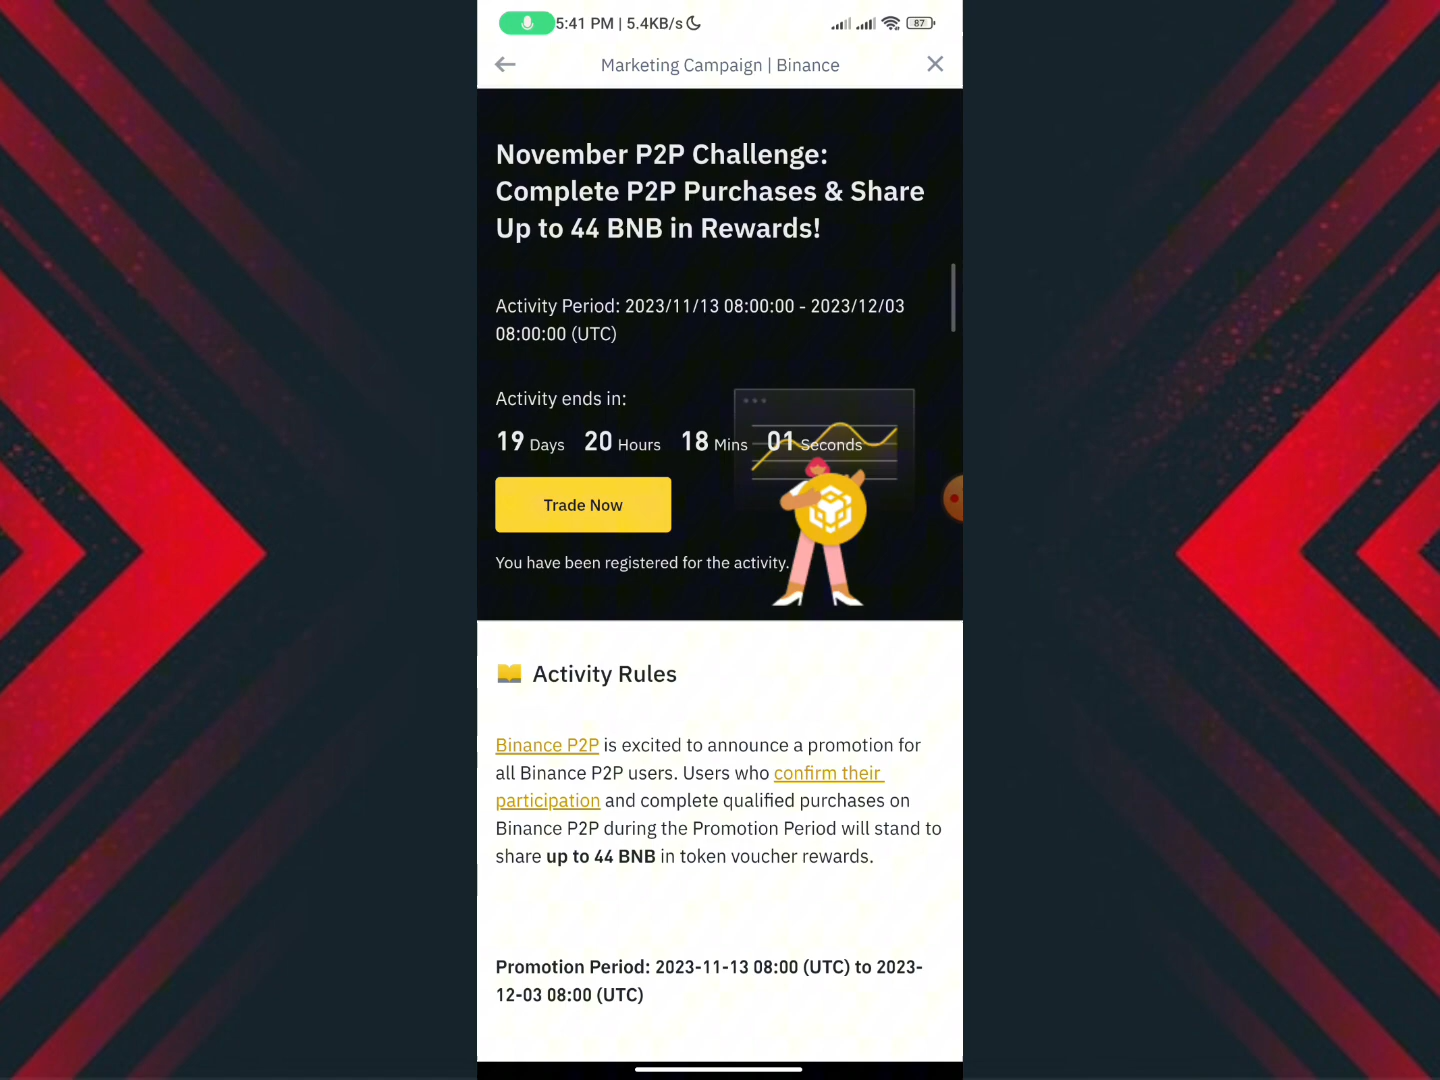 5:41 PM | 5.4KB/s
87
Marketing Campaign | Binance
November P2P Challenge:
Complete P2P Purchases & Share
Up to 44 BNB in Rewards!
Activity Period: 2023/11/13 08:00:00 - 2023/12/03
08:00:00 (UTC)
Activity ends in:
19 Days 20 Hours 18 Mins 01 Seconds
Trade Now
You have been registered for the activity.
Activity Rules
Binance P2P is excited to announce a promotion for
all Binance P2P users. Users who confirm their
participation and complete qualified purchases on
Binance P2P during the Promotion Period will stand to
share up to 44 BNB in token voucher rewards.
Promotion Period: 2023-11-13 08:00 (UTC) to 2023-
12-03 08:00 (UTC)